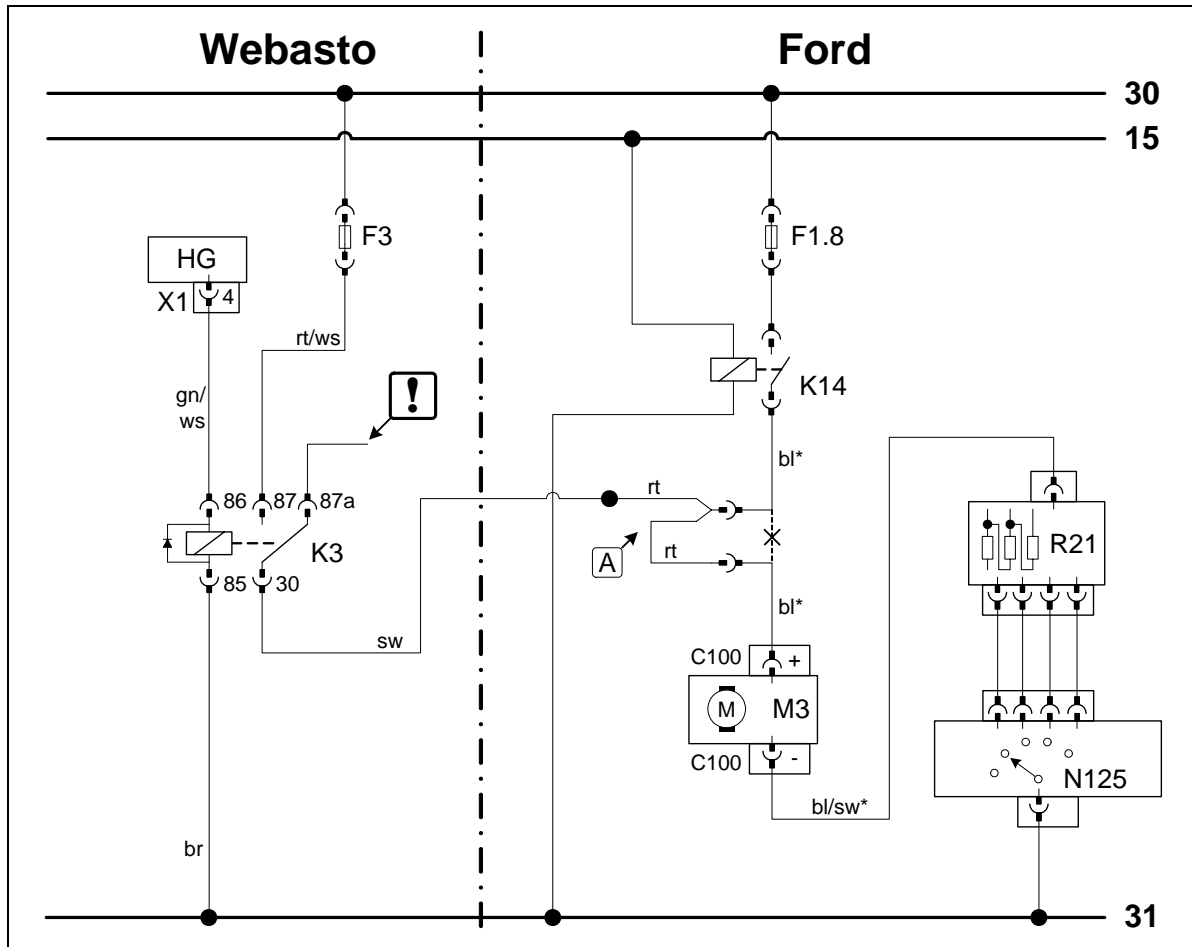 Webasto
Ford
30
15
F3
F1.8
HG
X1
4
rt/ws
gn/
ws
!
K14
bl*
86
87
87a
rt
K3
A
rt
R21
85
30
bl*
sw
C100
+
M
M3
C100
-
N125
bl/sw*
br
31